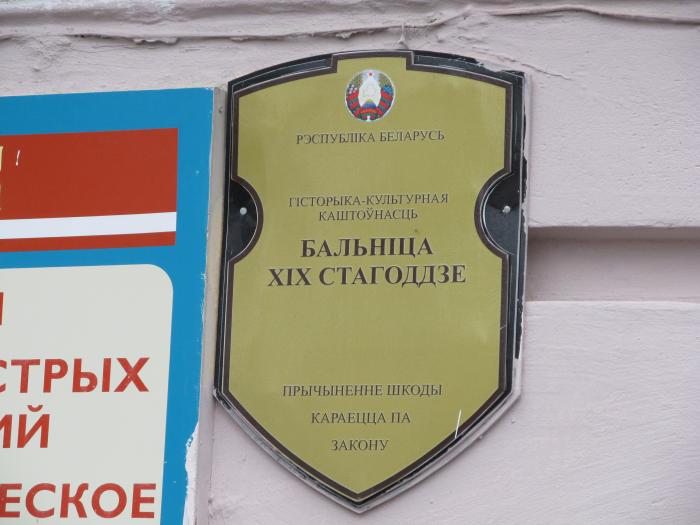 РЭСПУБЛІКА БЕЛАРУСЬ
ГІСТОРЫКА-КУЛЬТУРНАЯ
КАШТОЎНАСЦЬ
БАЛЬНІЦА
XIX СТАГОДДЗЕ
ПРЫЧЫНЕННЕ ШКОДЫ
КАРАЕЦЦА ПА
ЗАКОНУ
СТРЫХ
ИЙ
ЕСКОЕ